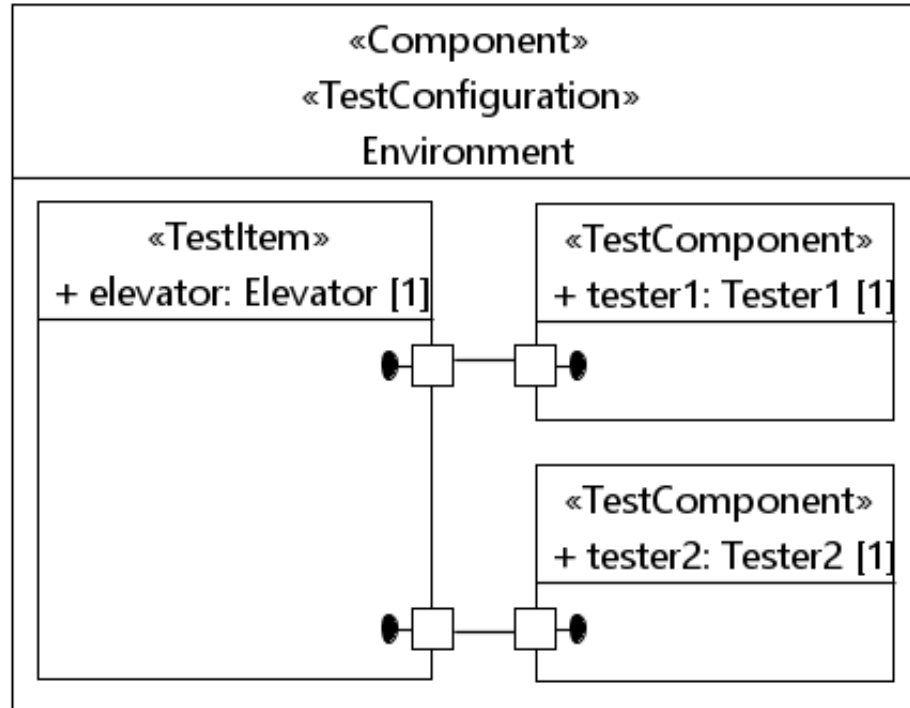 «Component»
«TestConfiguration»
Environment
«TestItem»
+ elevator: Elevator [1]
«TestComponent»
+ tester1: Tester1 [1]
«TestComponent»
+ tester2: Tester2 [1]